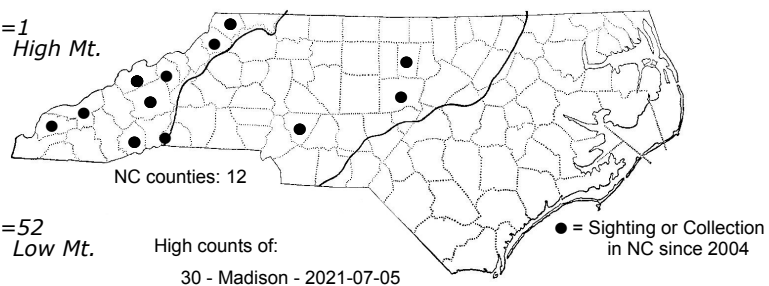 =1
High Mt.
NC counties: 12
=52
Low Mt.
High counts of:
30 - Madison - 2021-07-05
● = Sighting or Collection
in NC since 2004